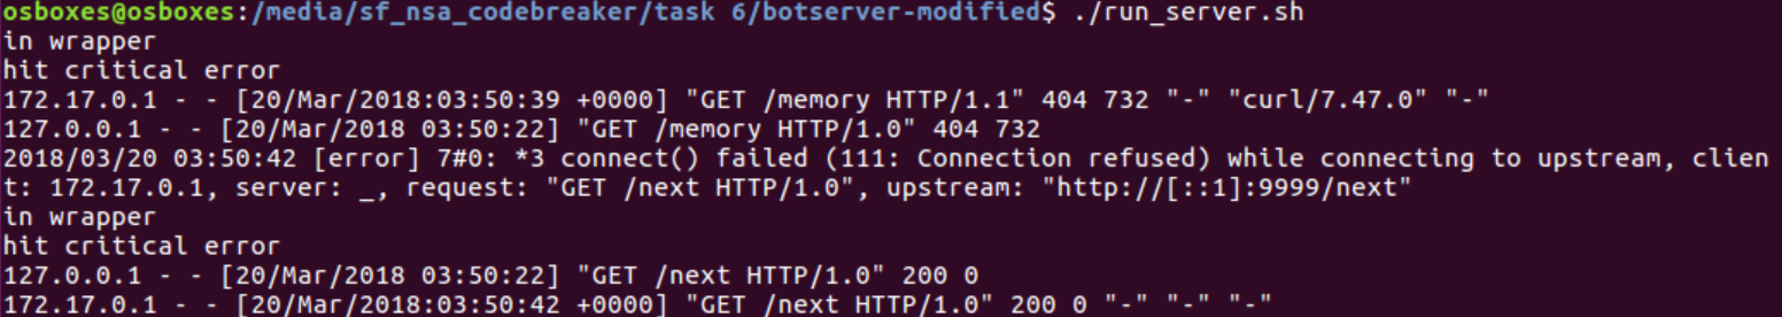 osboxes@osboxes:/media/sf_nsa_codebreaker/task 6/botserver-modified$ ./run_server.sh
in wrapper
hit critical error
172.17.0.1 - - [20/Mar/2018:03:50:39 +0000] "GET /memory HTTP/1.1" 404 732 "-" "curl/7.47.0" "-"
127.0.0.1 - - [20/Mar/2018 03:50:22] "GET /memory HTTP/1.0" 404 732
2018/03/20 03:50:42 [error] 7#0: *3 connect() failed (111: Connection refused) while connecting to upstream, clien
t: 172.17.0.1, server: _, request: "GET /next HTTP/1.0", upstream: "http://[::1]:9999/next"
in wrapper
hit critical error
127.0.0.1 - - [20/Mar/2018 03:50:22] "GET /next HTTP/1.0" 200 0
172.17.0.1 - - [20/Mar/2018:03:50:42 +0000] "GET /next HTTP/1.0" 200 0 "-" "-" "-"